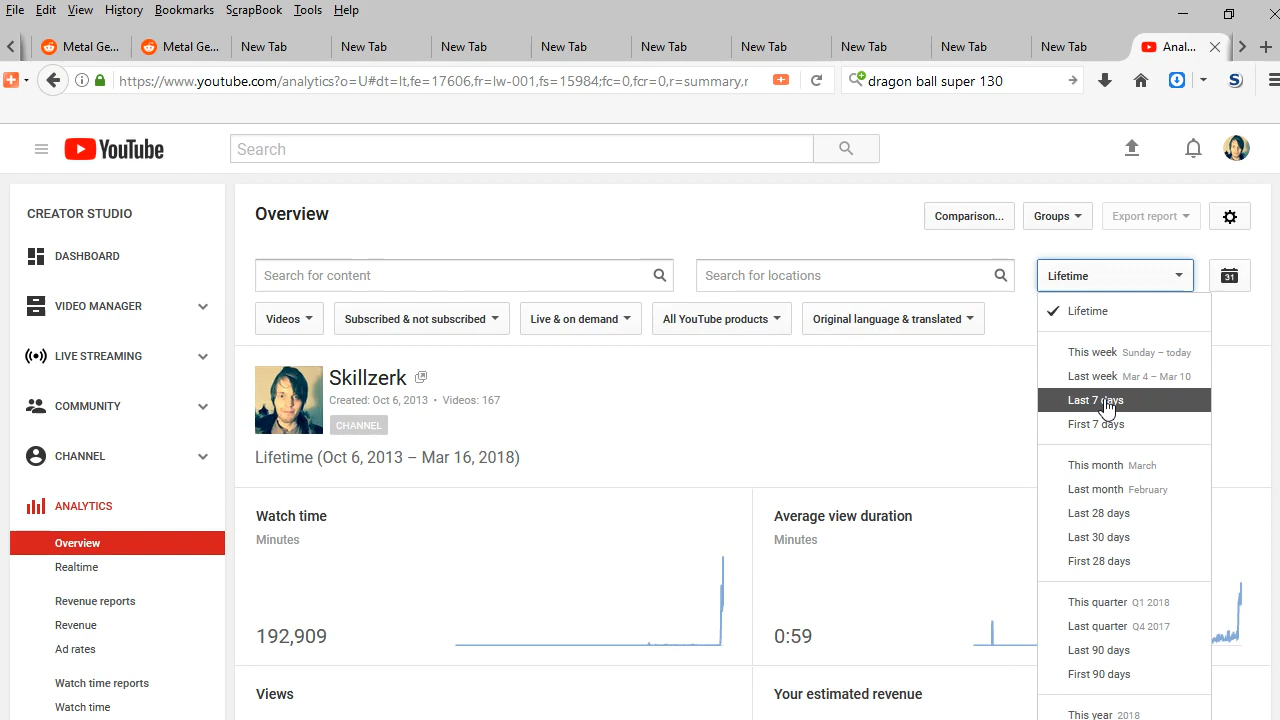 File Edit View History Bookmarks ScrapBook Tools Help
Metal Ge... Metal Ge... New Tab New Tab New Tab New Tab New Tab New Tab New Tab New Tab New Tab Anal...
https://www.youtube.com/analytics?o=U#dt=lt,fe=17606,fr=lw-001,fs=15984;fc=0,fcr=0,r=summary,r dragon ball super 130
YouTube Search
CREATOR STUDIO
DASHBOARD
VIDEO MANAGER
LIVE STREAMING
COMMUNITY
CHANNEL
ANALYTICS
Overview
Realtime
Revenue reports
Revenue
Ad rates
Watch time reports
Watch time
Overview
Comparison... Groups Export report
Search for content Search for locations Lifetime 31
Videos Subscribed & not subscribed Live & on demand All YouTube products Original language & translated
Skillzerk
Created: Oct 6, 2013 • Videos: 167
CHANNEL
Lifetime (Oct 6, 2013 – Mar 16, 2018)
Watch time
Minutes
192,909
Average view duration
Minutes
0:59
Views
Your estimated revenue
Lifetime
This week Sunday – today
Last week Mar 4 – Mar 10
Last 7 days
First 7 days
This month March
Last month February
Last 28 days
Last 30 days
First 28 days
This quarter Q1 2018
Last quarter Q4 2017
Last 90 days
First 90 days
This year 2018